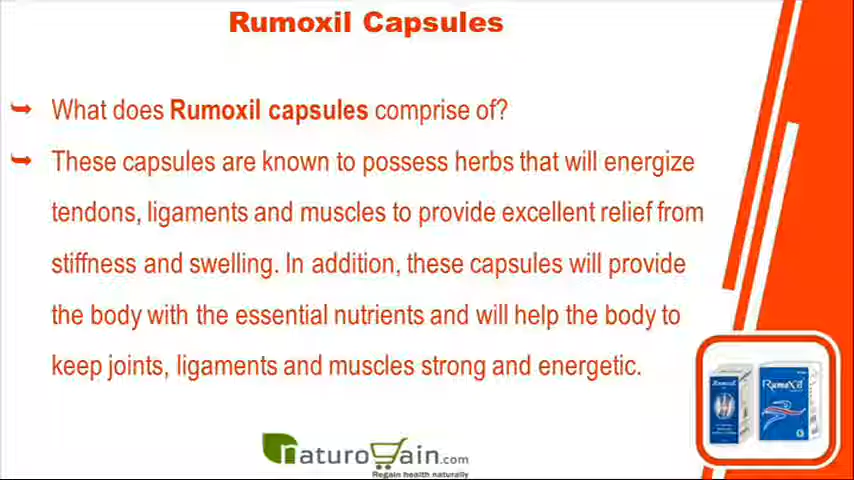 Rumoxil Capsules
What does Rumoxil capsules comprise of?
These capsules are known to possess herbs that will energize
tendons, ligaments and muscles to provide excellent relief from
stiffness and swelling. In addition, these capsules will provide
the body with the essential nutrients and will help the body to
keep joints, ligaments and muscles strong and energetic.
Rumoxil
RumoXil
naturogain.com
Regain health naturally